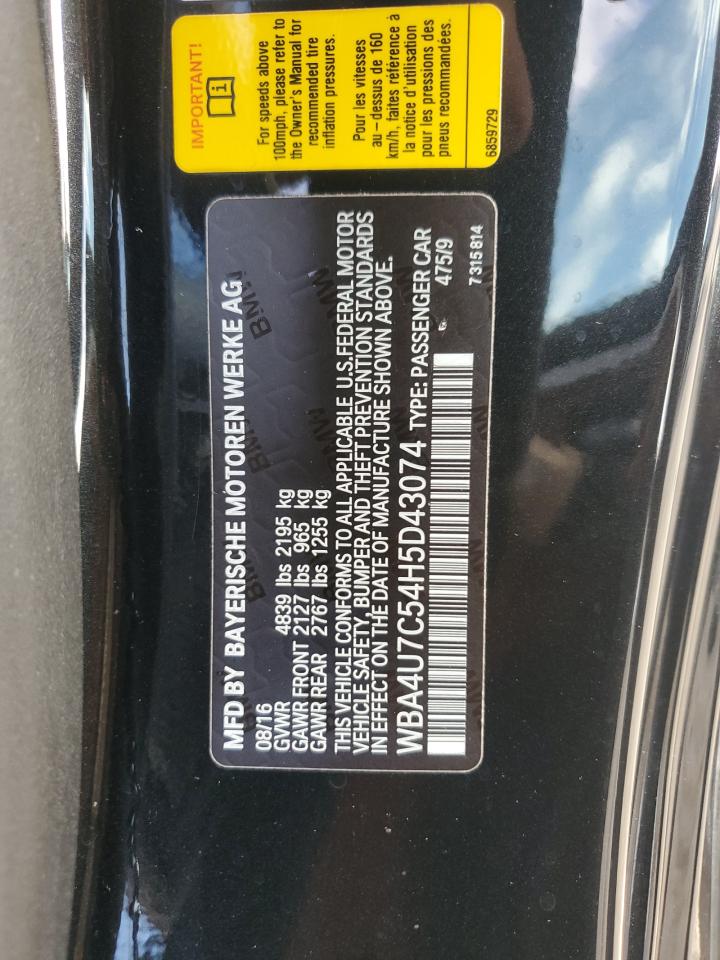 MFD BY BAYERISCHE MOTOREN WERKE AG
08/16
GVWR 4839 lbs 2195 kg
GAWR FRONT 2127 lbs 965 kg
GAWR REAR 2767 lbs 1255 kg
THIS VEHICLE CONFORMS TO ALL APPLICABLE U.S.FEDERAL MOTOR
VEHICLE SAFETY, BUMPER AND THEFT PREVENTION STANDARDS
IN EFFECT ON THE DATE OF MANUFACTURE SHOWN ABOVE.
WBA4U7C54H5D43074 TYPE: PASSENGER CAR
475/9
7 315 814
IMPORTANT!
For speeds above
100mph, please refer to
the Owner's Manual for
recommended tire
inflation pressures.
Pour les vitesses
au – dessus de 160
km/h, faites référence à
la notice d'utilisation
pour les pressions des
pneus recommandées.
6859729